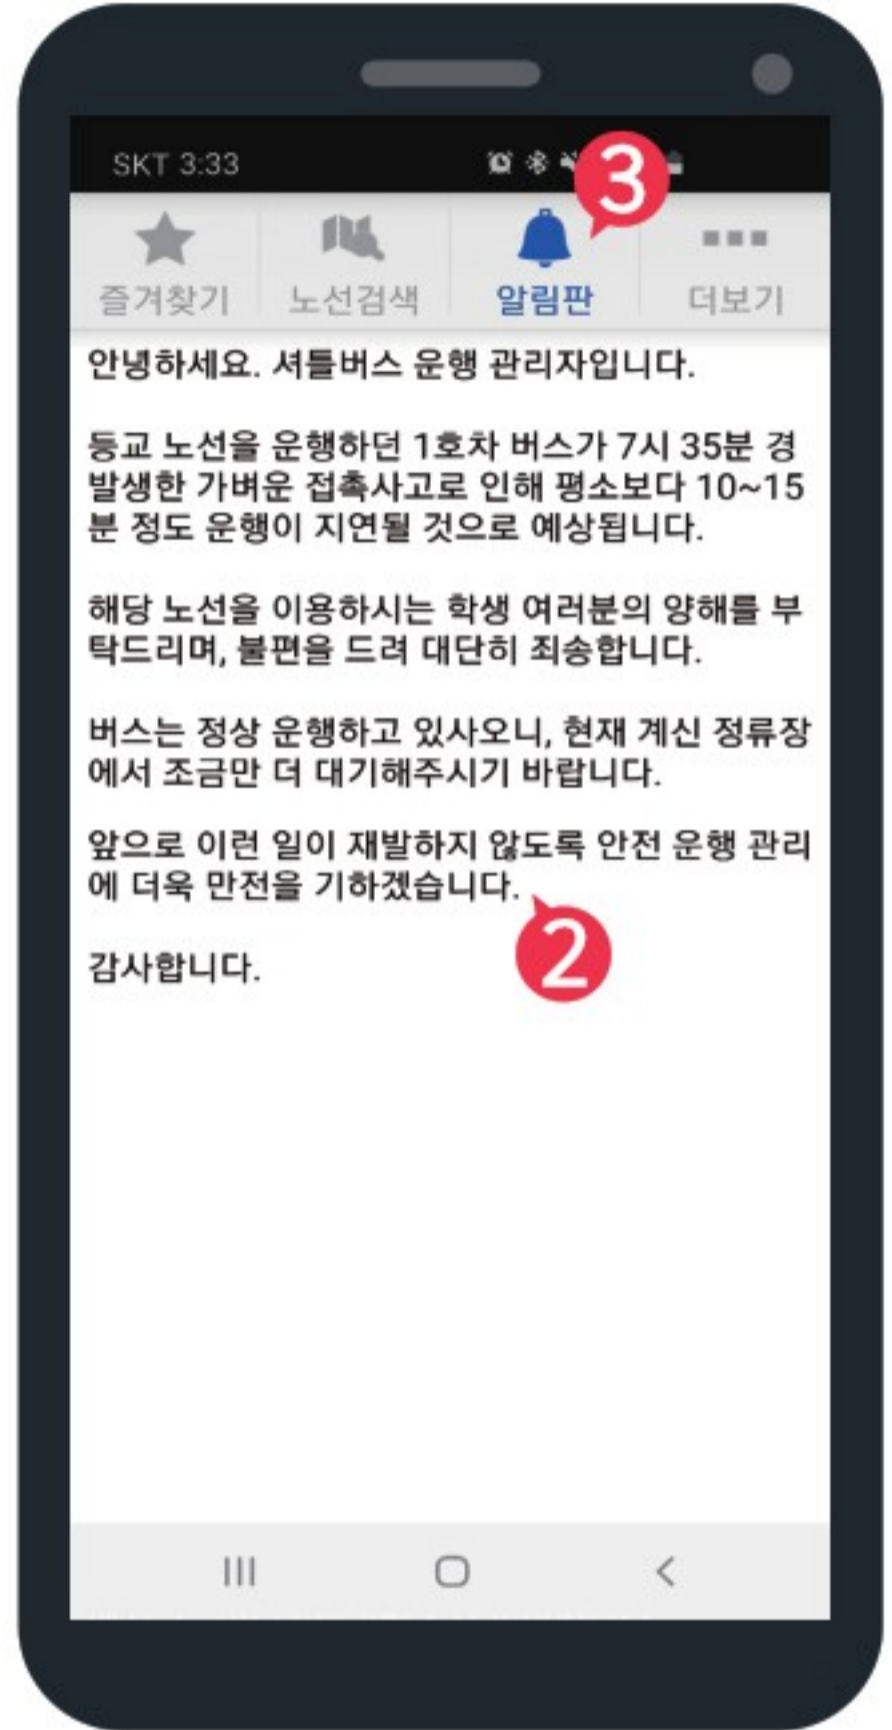 SKT 3:33
3
즐겨찾기 노선검색 알림판 더보기
안녕하세요. 셔틀버스 운행 관리자입니다.
등교 노선을 운행하던 1호차 버스가 7시 35분 경
발생한 가벼운 접촉사고로 인해 평소보다 10~15
분 정도 운행이 지연될 것으로 예상됩니다.
해당 노선을 이용하시는 학생 여러분의 양해를 부
탁드리며, 불편을 드려 대단히 죄송합니다.
버스는 정상 운행하고 있사오니, 현재 계신 정류장
에서 조금만 더 대기해주시기 바랍니다.
앞으로 이런 일이 재발하지 않도록 안전 운행 관리
에 더욱 만전을 기하겠습니다.
2
감사합니다.